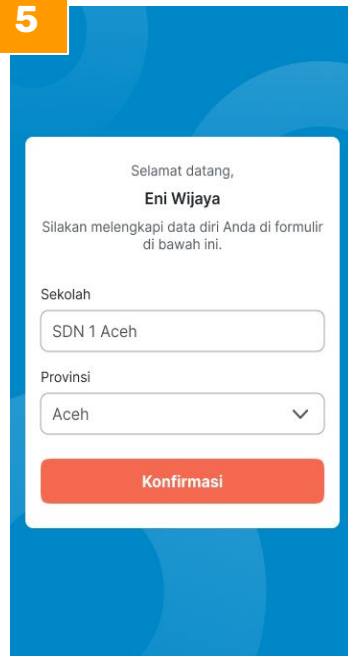 5
Selamat datang,
Eni Wijaya
Silakan melengkapi data diri Anda di formulir
di bawah ini.
Sekolah
SDN 1 Aceh
Provinsi
Aceh
Konfirmasi